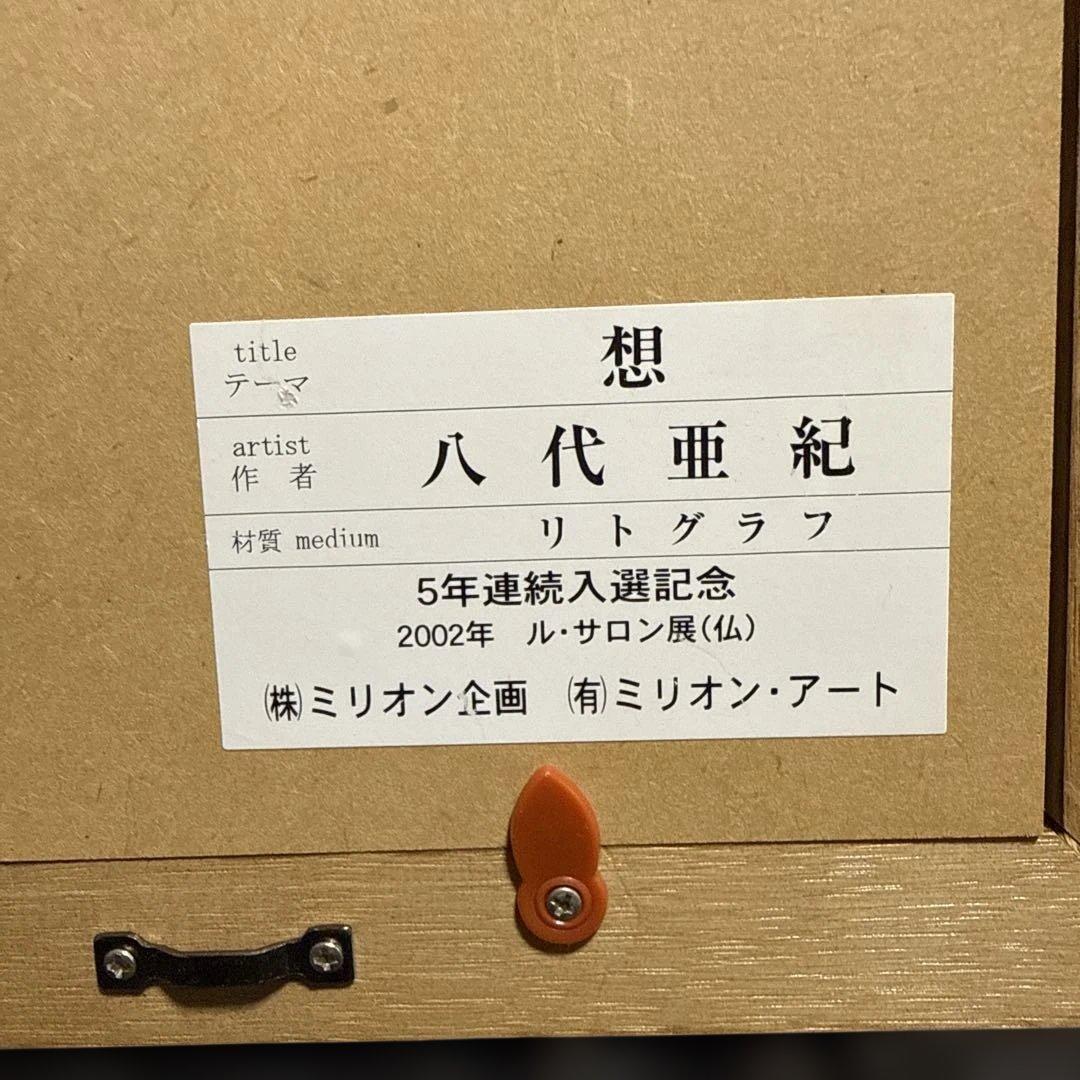 title 想
テーマ
artist 八代亜紀
作者
材質 medium リトグラフ
5年連続入選記念
2002年 ル・サロン展(仏)
㈱ミリオン企画 ㈲ミリオン・アート